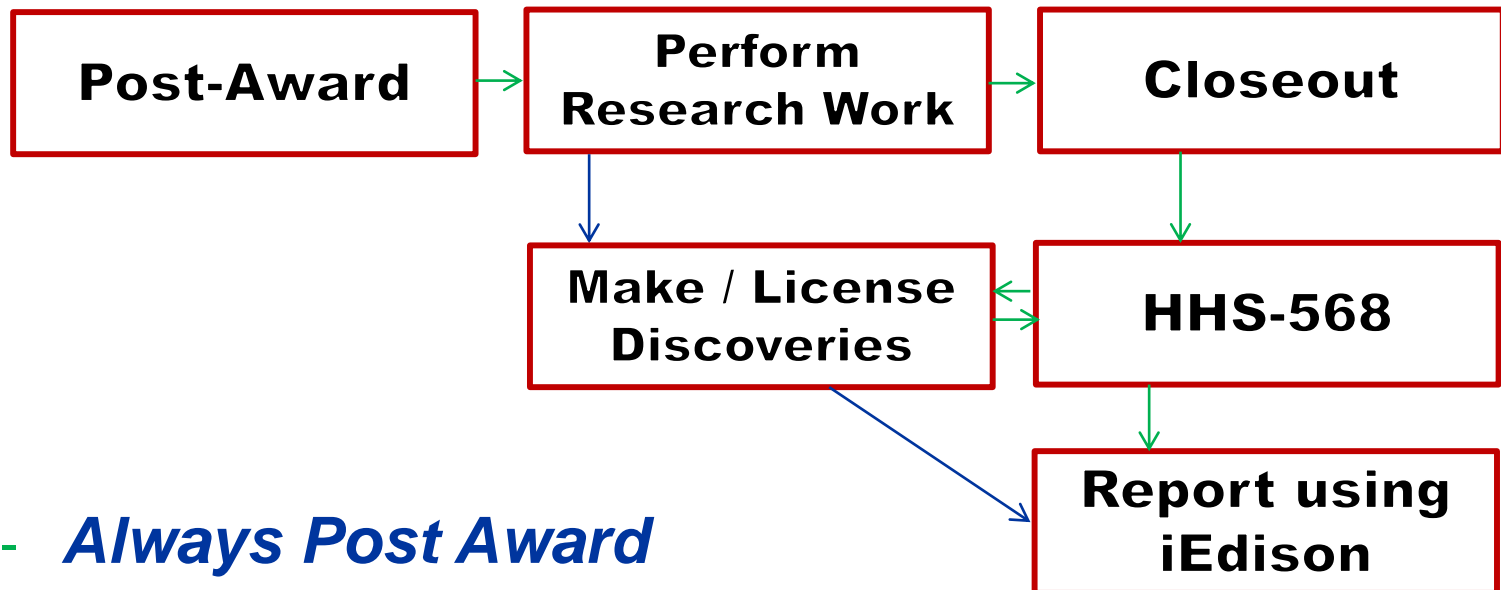 Post-Award
Perform
Research Work
Closeout
Make / License
Discoveries
HHS-568
Report using
iEdison
- Always Post Award